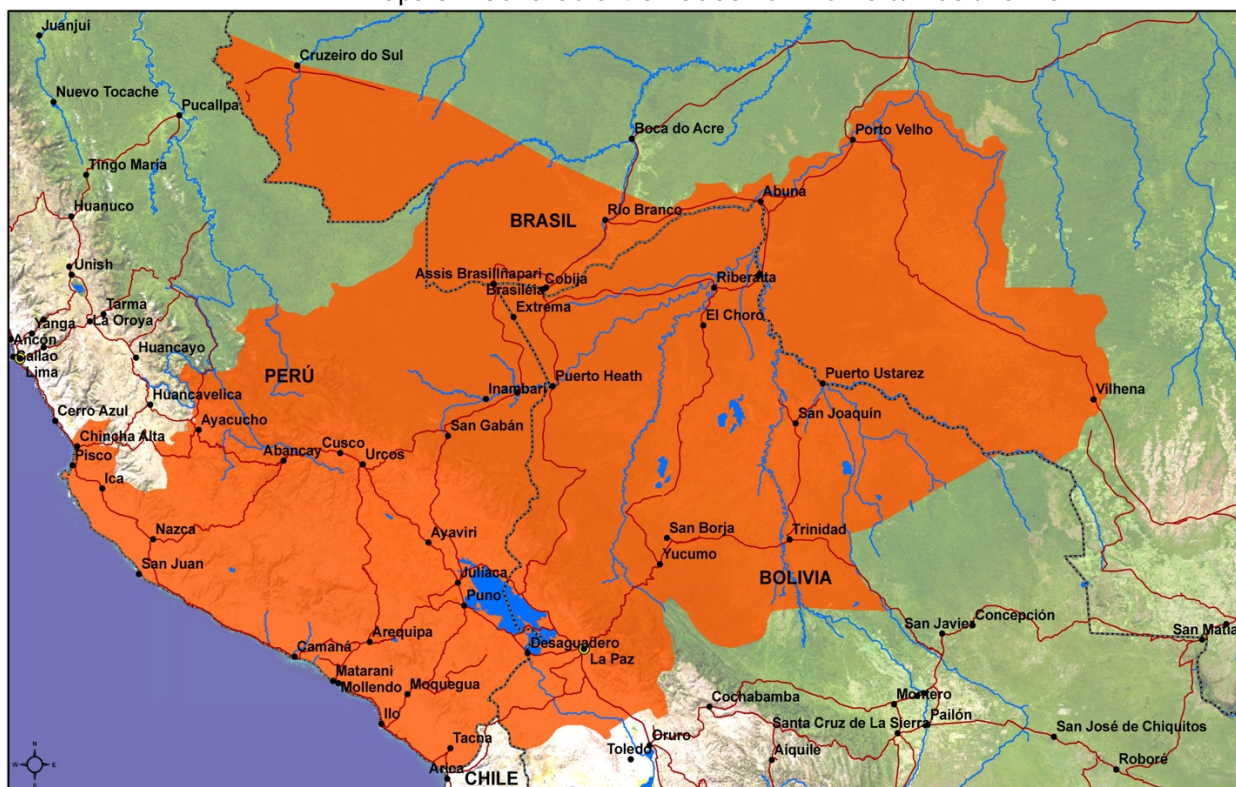 Juanjuí
Cruzeiro do Sul
Nuevo Tocache
Pucallpa
Boca do Acre
Porto Velho
Tingo María
Abuna
Huanuco
BRASIL
Río Branco
Unish
Assis Brasil
Iñapari
Cobija
Brasiléia
Riberalta
Extrema
Tarma
La Oroya
Yanga
El Choro
Ancón
Callao
Lima
Huancayo
PERÚ
Puerto Heath
Puerto Ustarez
Inambari
Vilhena
Huancavelica
Cerro Azul
San Joaquín
Ayacucho
San Gabán
Chincha Alta
Pisco
Cusco
Abancay
Urcos
Ica
Nazca
Ayaviri
San Borja
Trinidad
Yucumo
San Juan
Juliaca
BOLIVIA
Puno
Concepción
San Javier
San Matia
Arequipa
Desaguadero
La Paz
Camaná
Matarani
Mollendo
Moquegua
Cochabamba
Montero
Ilo
Santa Cruz de La Sierra
Pailón
San José de Chiquitos
Tacna
Oruro
Toledo
Aiquile
Roboré
Arica
CHILE
N
W
E
S